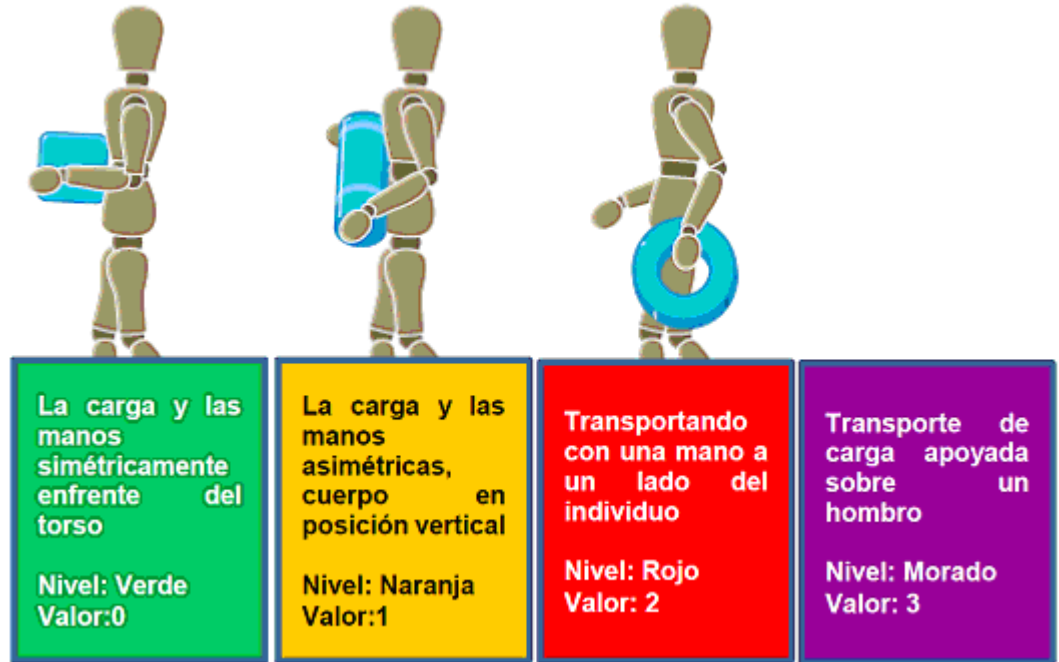 La carga y las
manos
simétricamente
enfrente del
torso
Nivel: Verde
Valor:0
La carga y las
manos
asimétricas,
cuerpo en
posición vertical
Nivel: Naranja
Valor:1
Transportando
con una mano a
un lado del
individuo
Nivel: Rojo
Valor: 2
Transporte de
carga apoyada
sobre un
hombro
Nivel: Morado
Valor: 3